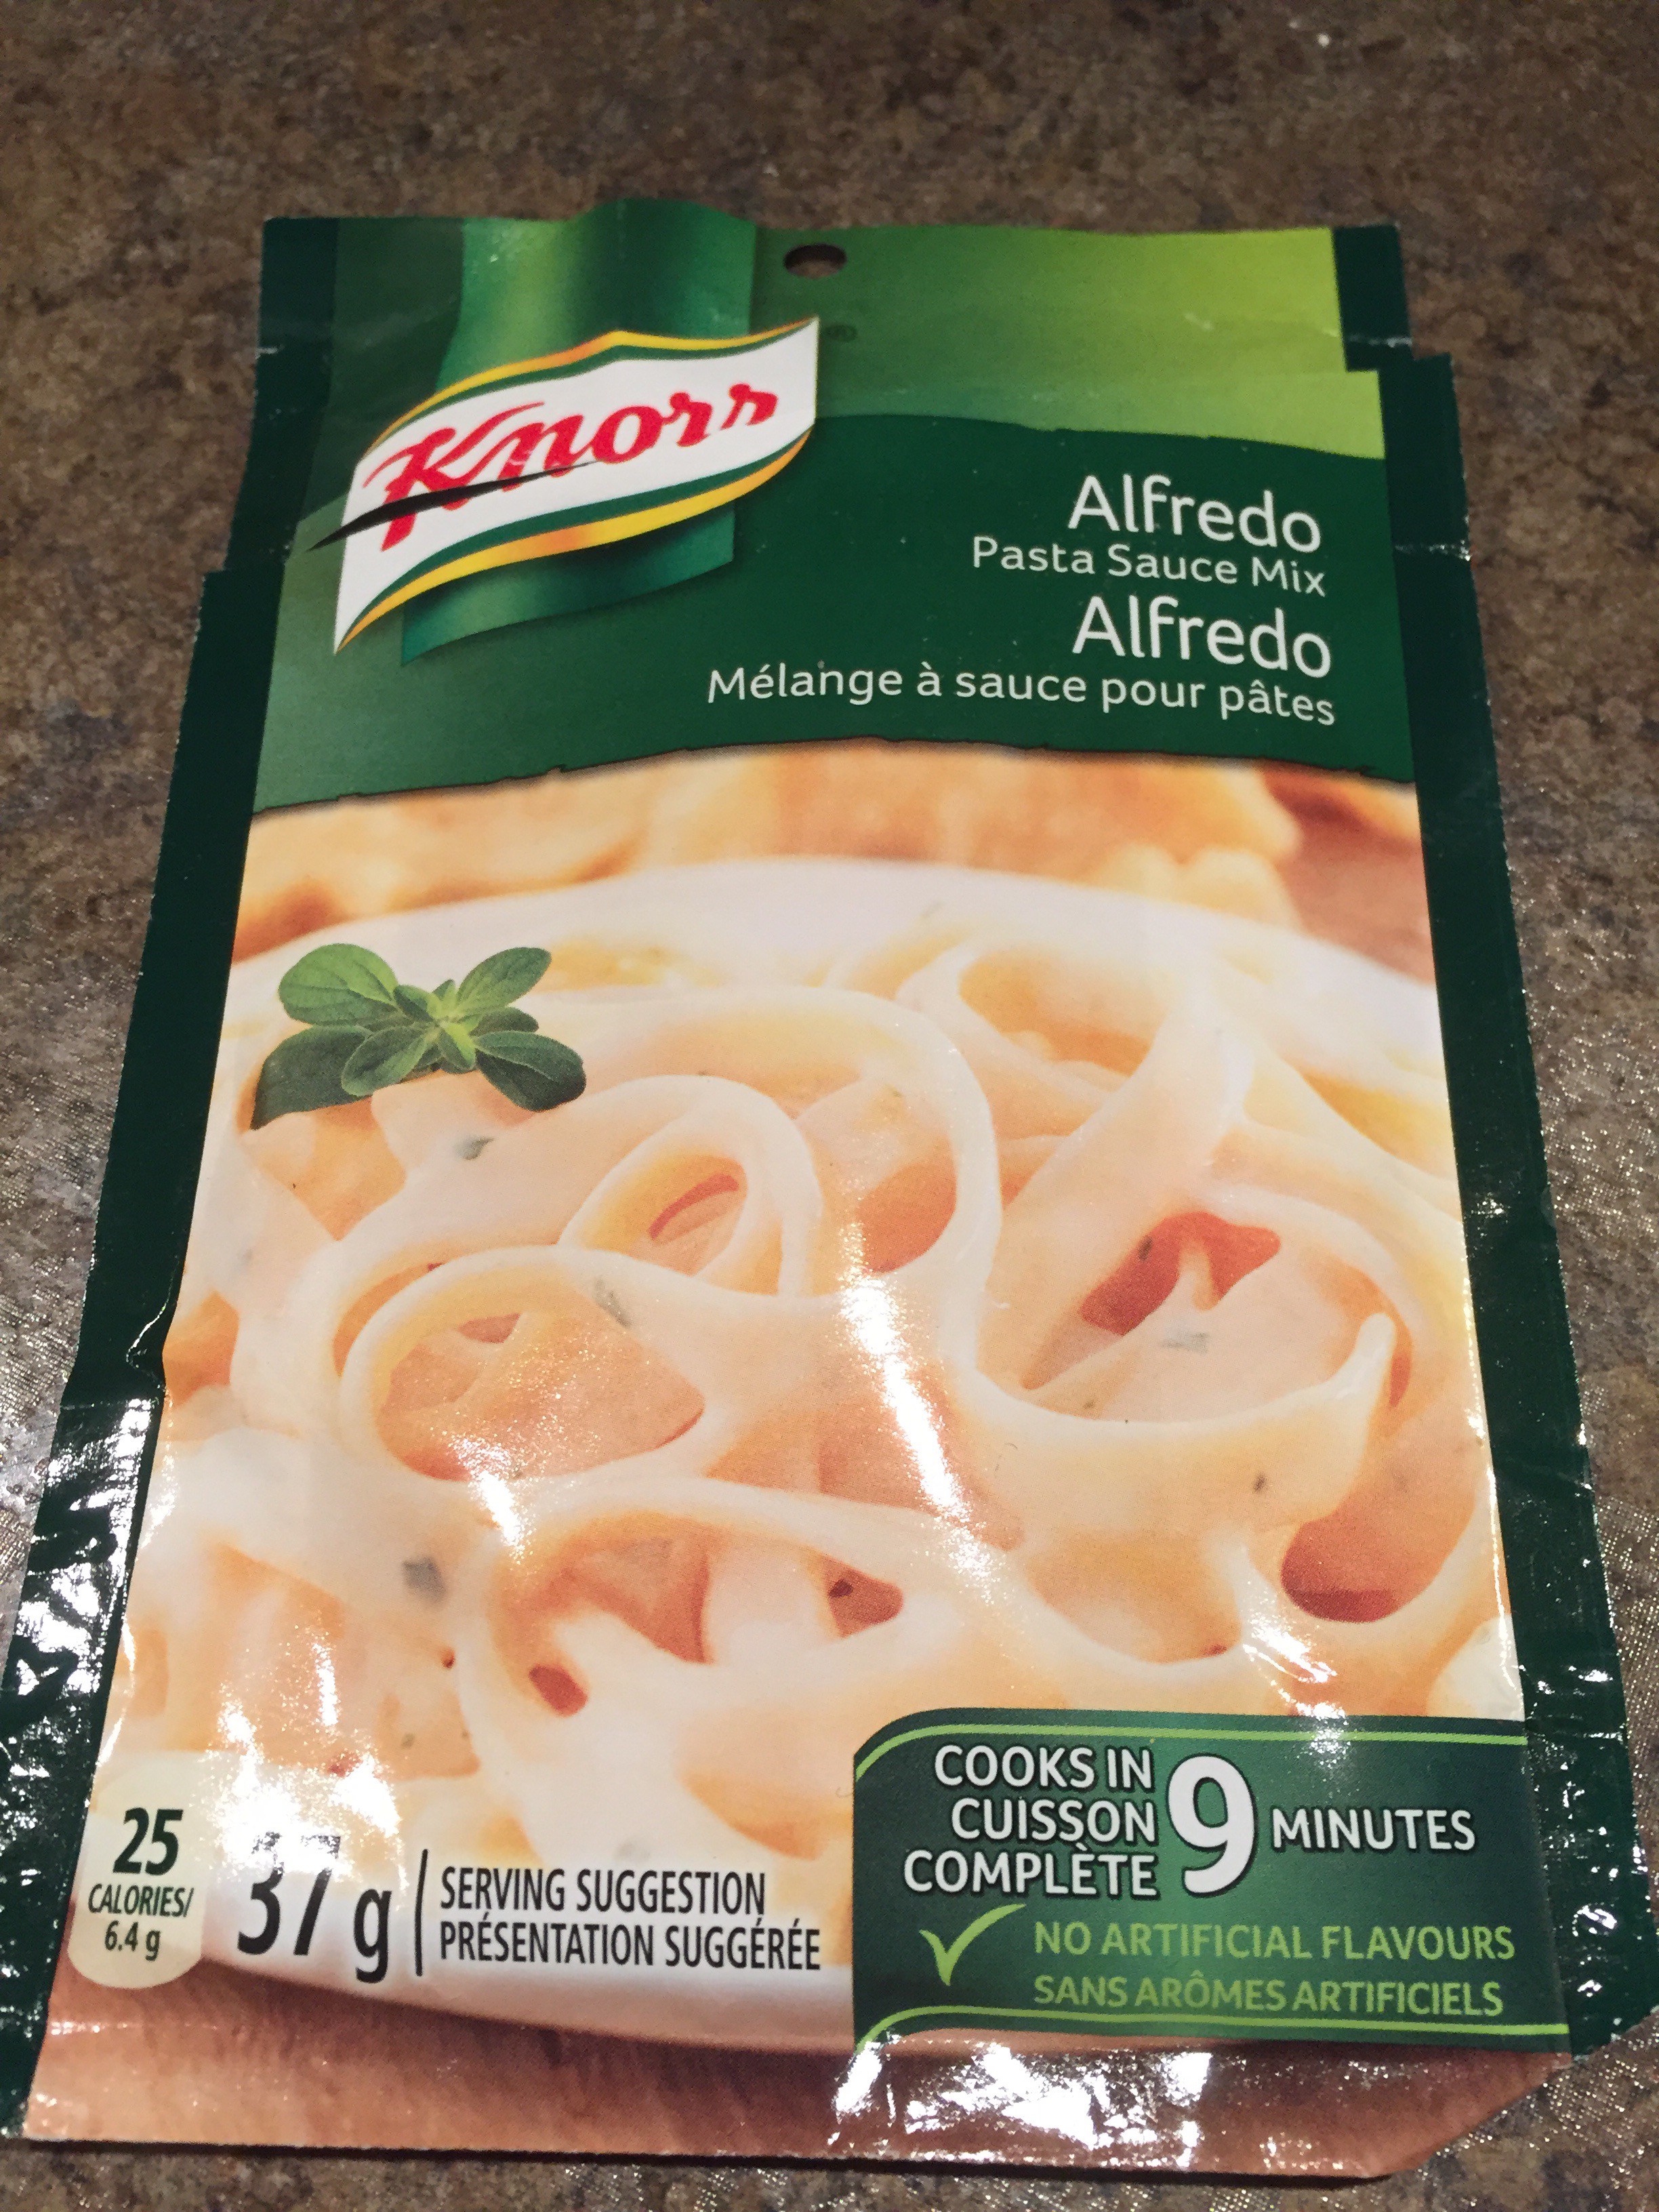 Knorr
®
Alfredo
Pasta Sauce Mix
Alfredo
Mélange à sauce pour pâtes
COOKS IN
CUISSON
COMPLÈTE
9 MINUTES
NO ARTIFICIAL FLAVOURS
SANS ARÔMES ARTIFICIELS
25
CALORIES/
6.4 g
37 g
SERVING SUGGESTION
PRÉSENTATION SUGGÉRÉE